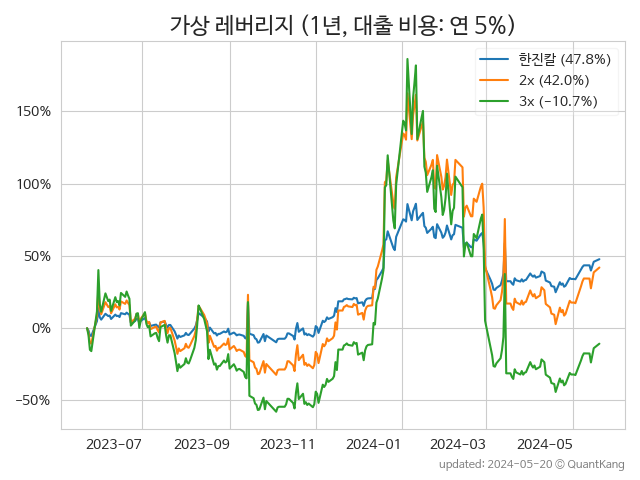 가상 레버리지 (1년, 대출 비용: 연 5%)
한진칼 (47.8%)
2x (42.0%)
3x (−10.7%)
150%
100%
50%
0%
−50%
2023-07
2023-09
2023-11
2024-01
2024-03
2024-05
updated: 2024-05-20 © QuantKang